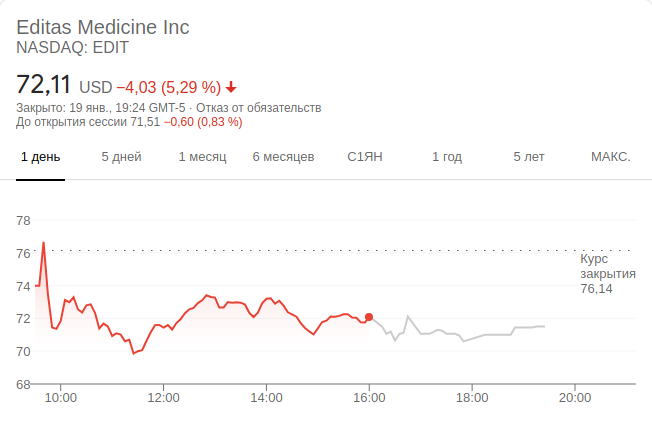 Editas Medicine Inc
NASDAQ: EDIT
72,11 USD −4,03 (5,29 %)
Закрыто: 19 янв., 19:24 GMT-5 · Отказ от обязательств
До открытия сессии 71,51 −0,60 (0,83 %)
1 день 5 дней 1 месяц 6 месяцев С1ЯН 1 год 5 лет МАКС.
78
76
74
72
70
68
Курс
закрытия
76,14
10:00 12:00 14:00 16:00 18:00 20:00